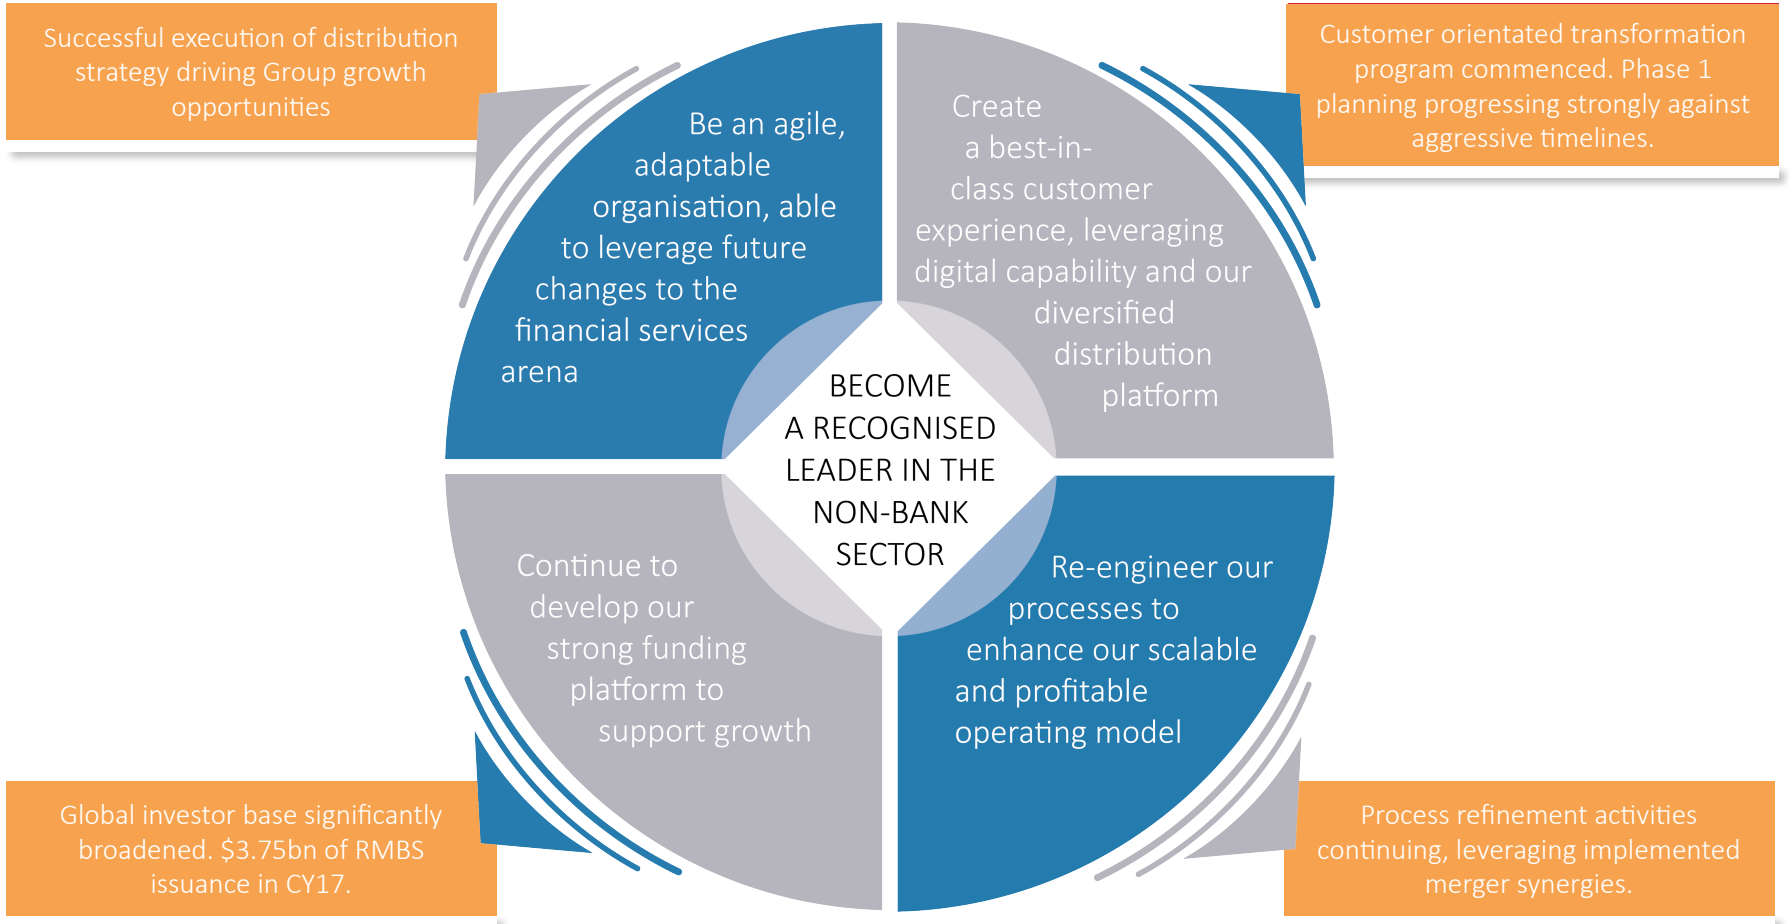 Successful execution of distribution
strategy driving Group growth
opportunities
Customer orientated transformation
program commenced. Phase 1
planning progressing strongly against
aggressive timelines.
Be an agile,
adaptable
organisation, able
to leverage future
changes to the
financial services
arena
Create
a best-in-
class customer
experience, leveraging
digital capability and our
diversified
distribution
platform
BECOME
A RECOGNISED
LEADER IN THE
NON-BANK
SECTOR
Continue to
develop our
strong funding
platform to
support growth
Re-engineer our
processes to
enhance our scalable
and profitable
operating model
Global investor base significantly
broadened. $3.75bn of RMBS
issuance in CY17.
Process refinement activities
continuing, leveraging implemented
merger synergies.